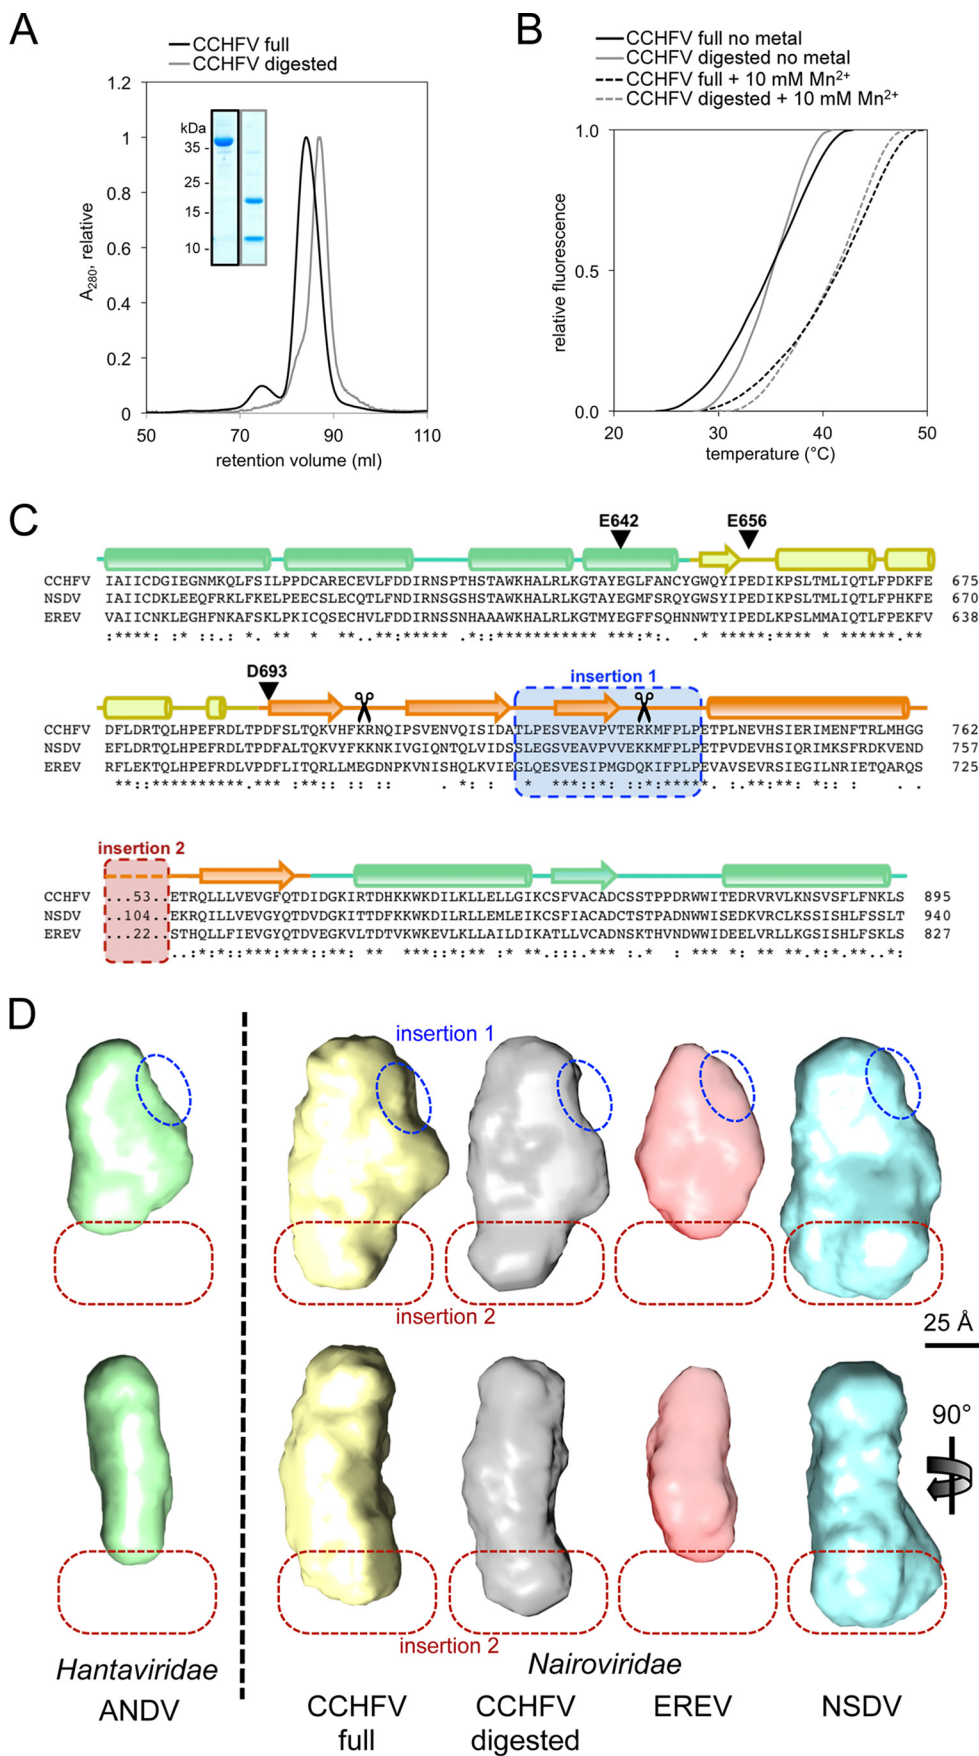 A
CCHFV full
CCHFV digested
1.2
1
0.8
0.6
0.4
0.2
0
A280, relative
kDa
35 -
25 -
15 -
10 -
50 70 90 110
retention volume (ml)
B
CCHFV full no metal
CCHFV digested no metal
CCHFV full + 10 mM Mn2+
CCHFV digested + 10 mM Mn2+
1.0
0.5
0.0
relative fluorescence
20 30 40 50
temperature (°C)
C
E642 E656
CCHFV IAIICDGIEGNMKQLFSILPPDCARECEVLFDDIRNSPTHSTAWKHALRLKGTAYEGLFANCYGWQYIPEDIKPSLTMLIQTLFPDKFE 675
NSDV IAIICDKLEEQFRKLFKELPEECSLECQTLFNDIRNSGSHSTAWKHALRLKGTAYEGMFSRQYGWSYIPEDIKPSLTMLIQTLFPHKFE 670
EREV VAIICNKLEGHFNKAFSKLPKICQSECHVLFDDIRNSSNHAAAWKHALRLKGTMYEGFFSQHNNWTYIPEDLKPSLMMAIQTLFPEKFV 638
D693 insertion 1
CCHFV DFLDRTQLHPEFRDLTPDFSLTQKVHFKRNQIPSVENVQISIDATLPESVEAVPVTERKMFPLPETPLNEVHSIERIMENFTRLMHGG 762
NSDV EFLDRTQLHPEFRDLTPDFALTQKVYFKKNKIVGIQNTQLVIDSSLEGSVEAVPVVEKKMFPLPETPVDEVHSIQRIMKSFRDKVEND 757
EREV RFLEKTQLHPEFRDLVPDFLITQRLLMEGDNPKVNISHQLKVIEGLQESVESIPMGDQKIFPLPEVAVSEVRSIEGILNRIETQARQS 725
insertion 2
CCHFV ...53..ETRQLLLVEVGFQTDIDGKIRTDHKKWKDILKLLELLGIKCSFVACADCSSTPPDRWWITEDRVRVLKNSVSFLFNKLS 895
NSDV ..104..EKRQILLVEVGYQTDVDGKITTDFKKWKDILRLLEMLEIKCSFIACADCTSTPADNWWISEDKVRCLKSSISHLFSSLT 940
EREV ...22..STHQLLFIEVGYQTDVEGKVLTDTVKWKEVLKLLAILDIKATLLVCADNSKTHVNDWWIDEELVRLLKGSISHLFSKLS 827
D
insertion 1
insertion 2
25 Å
90°
insertion 2
Hantaviridae
Nairoviridae
ANDV
CCHFV full
CCHFV digested
EREV
NSDV